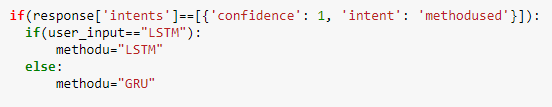 if(response['intents']==[{'confidence': 1, 'intent': 'methodused'}]):
if(user_input=="LSTM"):
methodu="LSTM"
else:
methodu="GRU"